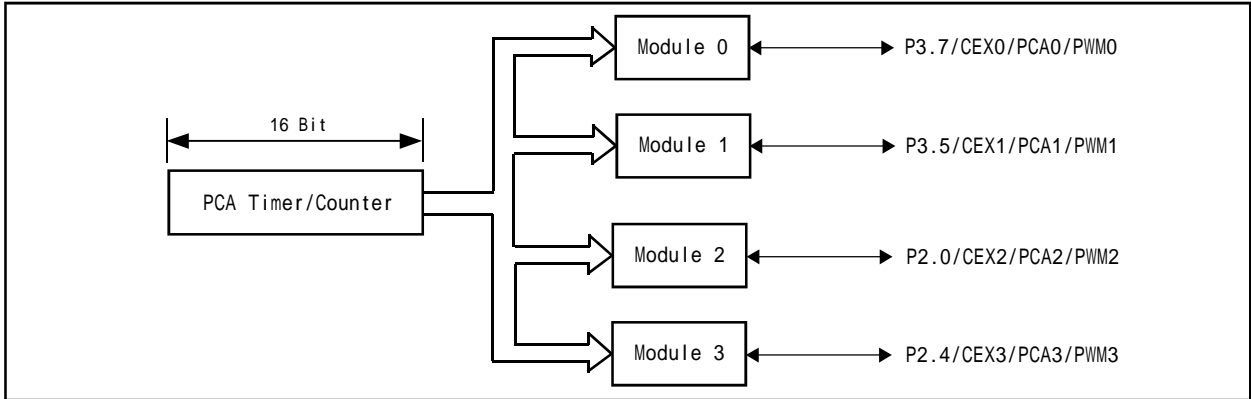 Module 0
P3.7/CEX0/PCA0/PWM0
16 Bit
Module 1
P3.5/CEX1/PCA1/PWM1
PCA Timer/Counter
Module 2
P2.0/CEX2/PCA2/PWM2
Module 3
P2.4/CEX3/PCA3/PWM3